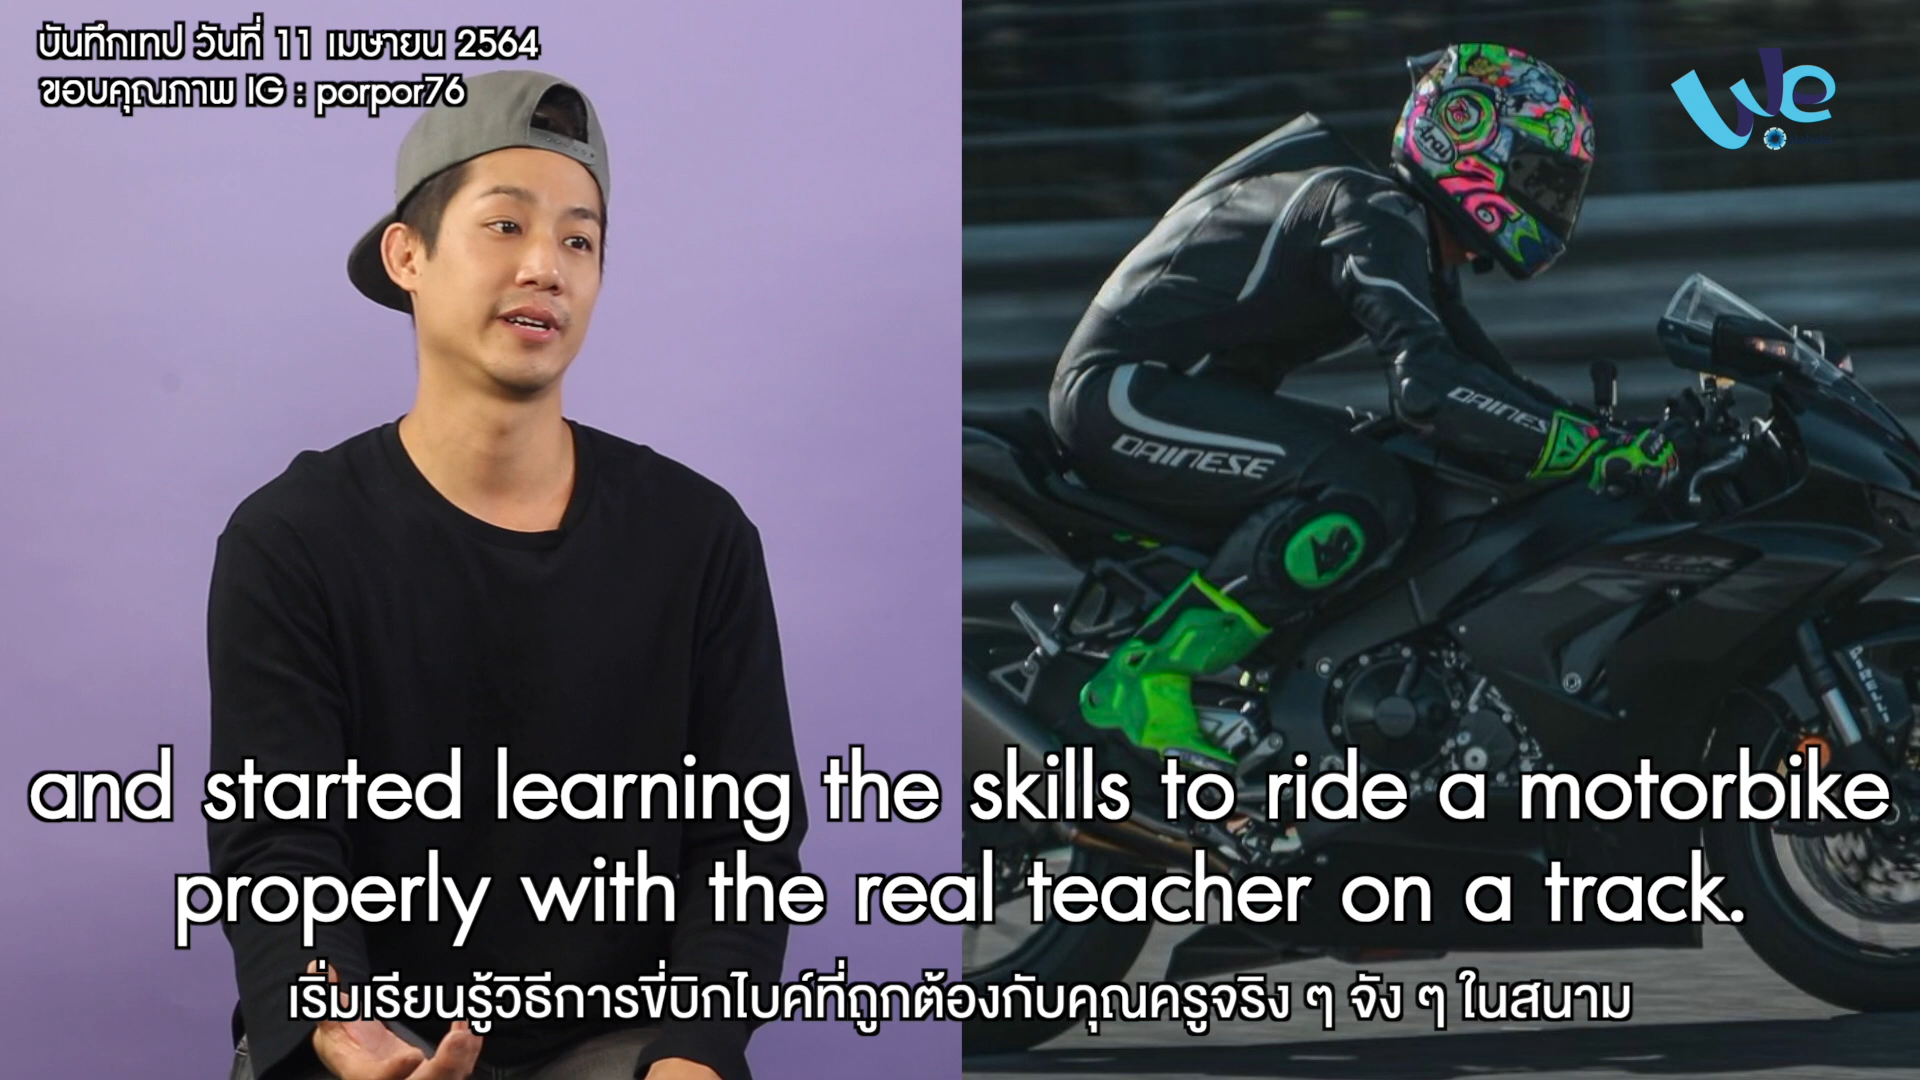 บันทึกเทป วันที่ 11 เมษายน 2564
ขอบคุณภาพ IG : porpor76
We
Arai
DAINESE
DAINESE
CBR
and started learning the skills to ride a motorbike
properly with the real teacher on a track.
เริ่มเรียนรู้วิธีการขี่บิกไบค์ที่ถูกต้องกับคุณครูจริง ๆ จัง ๆ ในสนาม